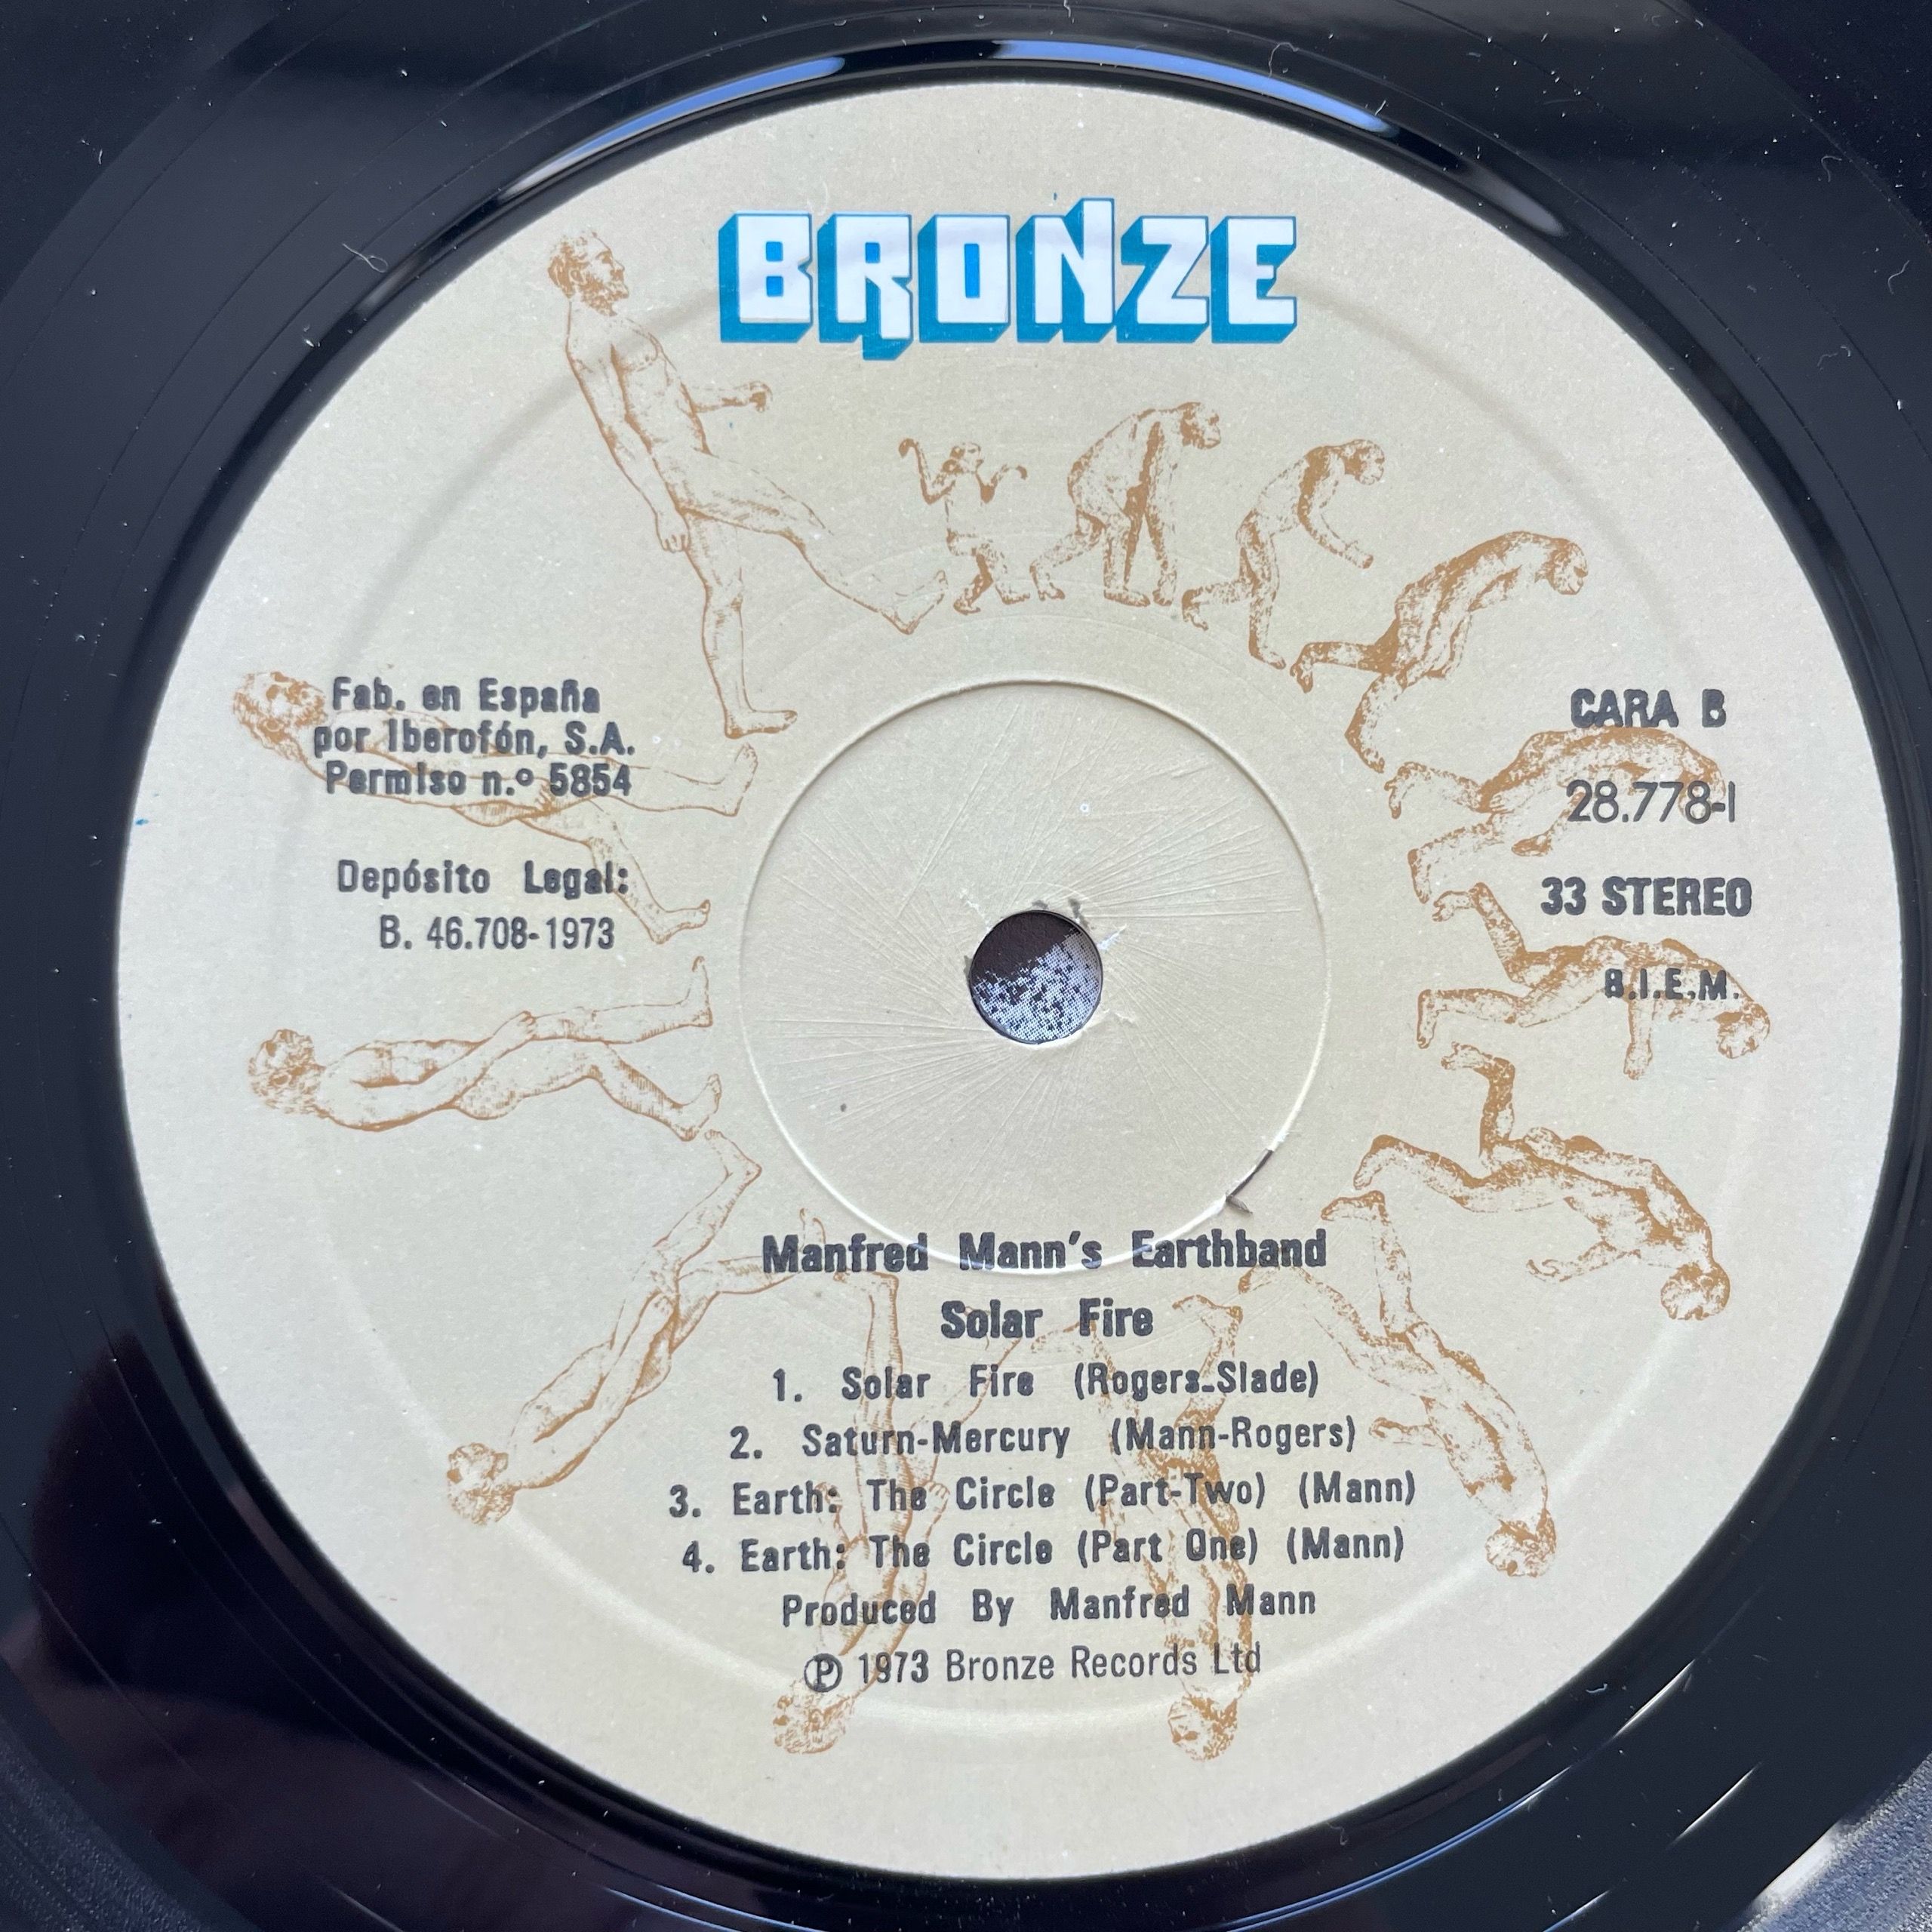 BRONZE
Fab. en España
por Iberofón, S.A.
Permiso n.º 5854
Depósito Legal:
B. 46.708-1973
CARA B
28.778-I
33 STEREO
B.I.E.M.
Manfred Mann's Earthband
Solar Fire
1. Solar Fire (Rogers-Slade)
2. Saturn-Mercury (Mann-Rogers)
3. Earth: The Circle (Part-Two) (Mann)
4. Earth: The Circle (Part One) (Mann)
Produced By Manfred Mann
Ⓟ 1973 Bronze Records Ltd